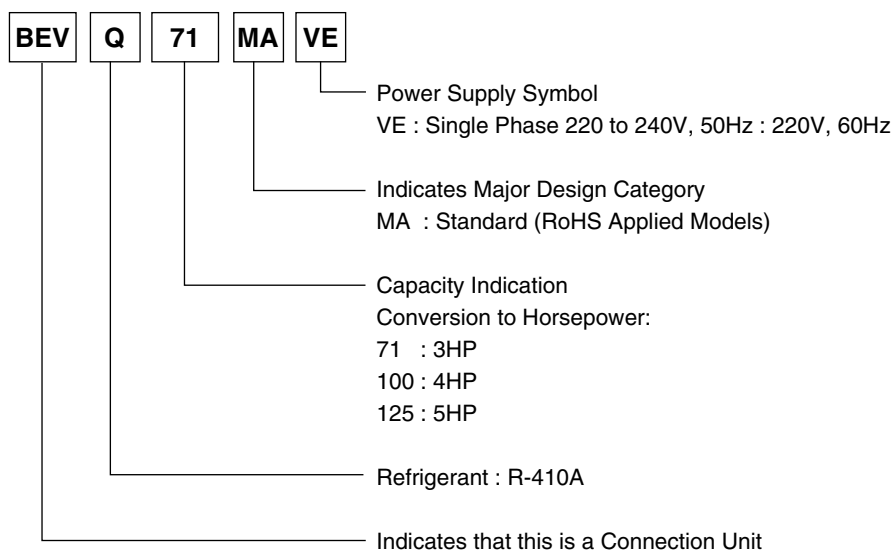 BEV Q 71 MA VE
Power Supply Symbol
VE : Single Phase 220 to 240V, 50Hz : 220V, 60Hz
Indicates Major Design Category
MA : Standard (RoHS Applied Models)
Capacity Indication
Conversion to Horsepower:
71 : 3HP
100 : 4HP
125 : 5HP
Refrigerant : R-410A
Indicates that this is a Connection Unit